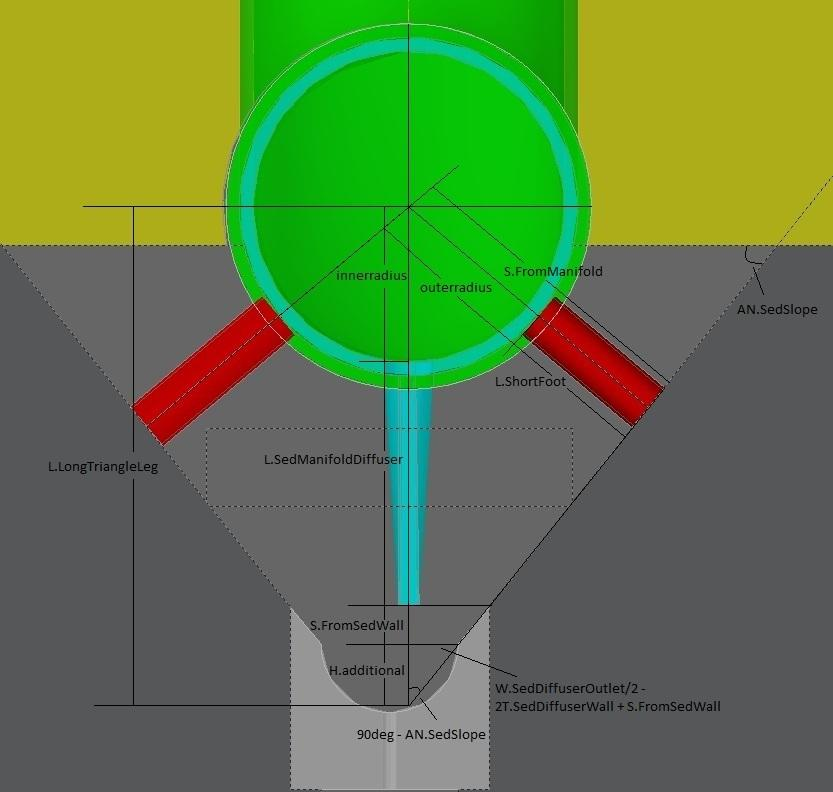 S.FromManifold
innerradius
outerradius
AN.SedSlope
L.ShortFoot
L.LongTriangleLeg
L.SedManifoldDiffuser
S.FromSedWall
H.additional
W.SedDiffuserOutlet/2 -
2T.SedDiffuserWall + S.FromSedWall
90deg - AN.SedSlope